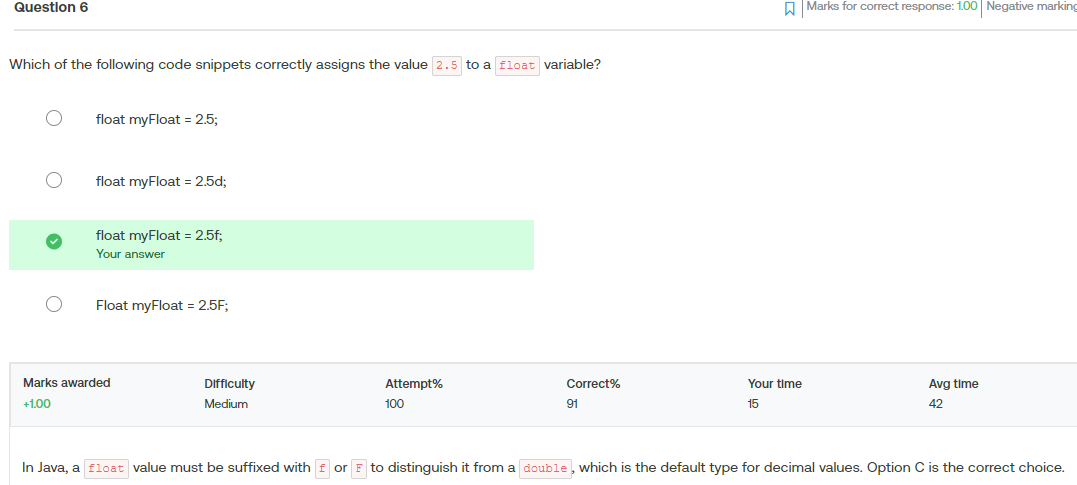 Question 6
Marks for correct response: 1.00 Negative marking
Which of the following code snippets correctly assigns the value 2.5 to a float variable?
float myFloat = 2.5;
float myFloat = 2.5d;
float myFloat = 2.5f;
Your answer
Float myFloat = 2.5F;
Marks awarded Difficulty Attempt% Correct% Your time Avg time
+1.00 Medium 100 91 15 42
In Java, a float value must be suffixed with f or F to distinguish it from a double, which is the default type for decimal values. Option C is the correct choice.